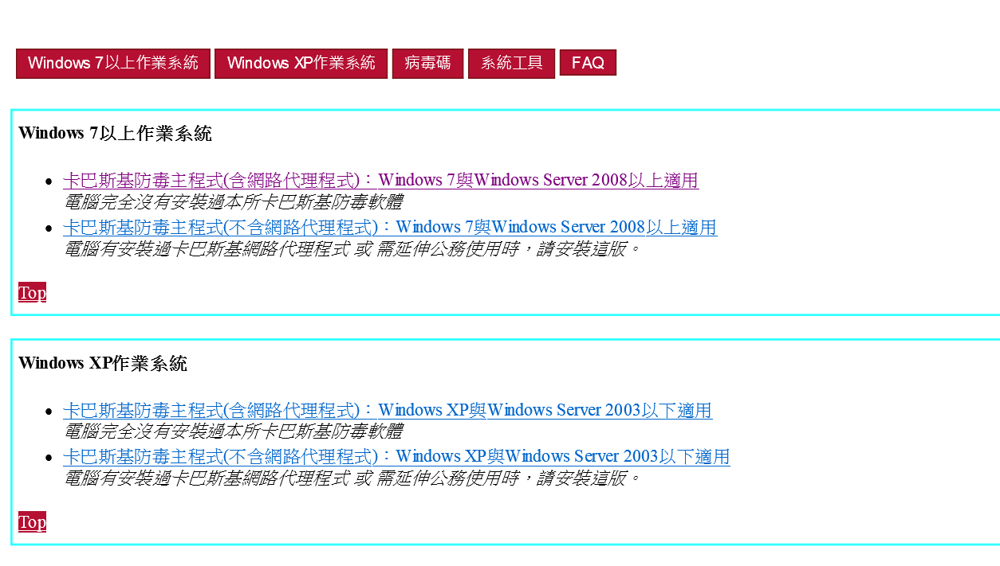 Windows 7以上作業系統 Windows XP作業系統 病毒碼 系統工具 FAQ
Windows 7以上作業系統
卡巴斯基防毒主程式(含網路代理程式)：Windows 7與Windows Server 2008以上適用
電腦完全沒有安裝過本所卡巴斯基防毒軟體
卡巴斯基防毒主程式(不含網路代理程式)：Windows 7與Windows Server 2008以上適用
電腦有安裝過卡巴斯基網路代理程式 或 需延伸公務使用時，請安裝這版。
Top
Windows XP作業系統
卡巴斯基防毒主程式(含網路代理程式)：Windows XP與Windows Server 2003以下適用
電腦完全沒有安裝過本所卡巴斯基防毒軟體
卡巴斯基防毒主程式(不含網路代理程式)：Windows XP與Windows Server 2003以下適用
電腦有安裝過卡巴斯基網路代理程式 或 需延伸公務使用時，請安裝這版。
Top